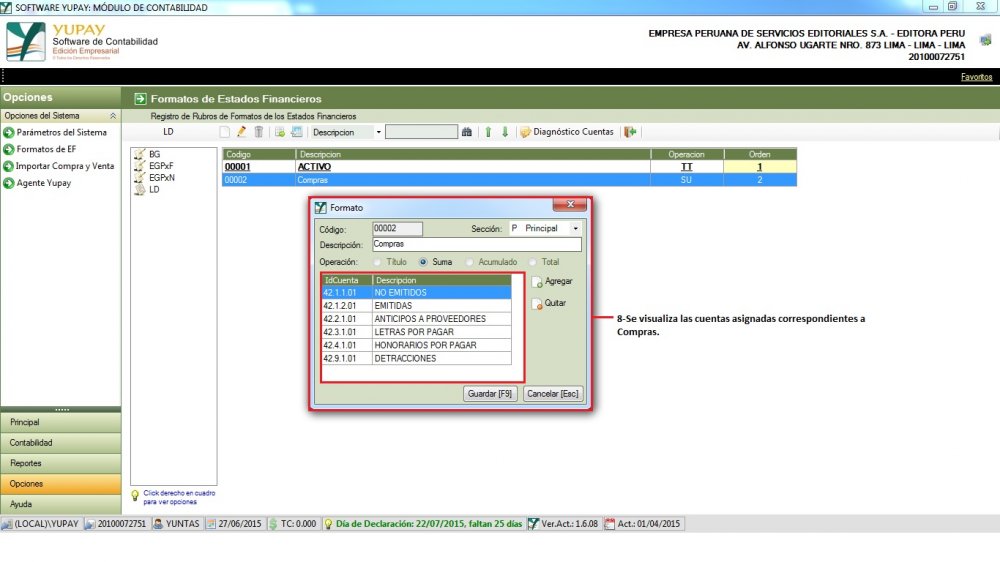 SOFTWARE YUPAY: MÓDULO DE CONTABILIDAD
YUPAY
Software de Contabilidad
Edición Empresarial
EMPRESA PERUANA DE SERVICIOS EDITORIALES S.A. - EDITORA PERU
AV. ALFONSO UGARTE NRO. 873 LIMA - LIMA - LIMA
20100072751
Favoritos
Opciones
Opciones del Sistema
Parámetros del Sistema
Formatos de EF
Importar Compra y Venta
Agente Yupay
Formatos de Estados Financieros
Registro de Rubros de Formatos de los Estados Financieros
LD Descripcion Diagnóstico Cuentas
BG
EGPxF
EGPxN
LD
Codigo Descripcion Operacion Orden
00001 ACTIVO TT 1
00002 Compras SU 2
Formato
Código: 00002 Sección: P Principal
Descripción: Compras
Operación: Título Suma Acumulado Total
IdCuenta Descripcion
42.1.1.01 NO EMITIDOS
42.1.2.01 EMITIDAS
42.2.1.01 ANTICIPOS A PROVEEDORES
42.3.1.01 LETRAS POR PAGAR
42.4.1.01 HONORARIOS POR PAGAR
42.9.1.01 DETRACCIONES
Agregar
Quitar
Guardar [F9] Cancelar [Esc]
8-Se visualiza las cuentas asignadas correspondientes a
Compras.
Principal
Contabilidad
Reportes
Opciones
Ayuda
Click derecho en cuadro
para ver opciones
(LOCAL)\YUPAY 20100072751 YUNTAS 27/06/2015 TC: 0.000 Día de Declaración: 22/07/2015, faltan 25 días Ver.Act.: 1.6.08 Act.: 01/04/2015